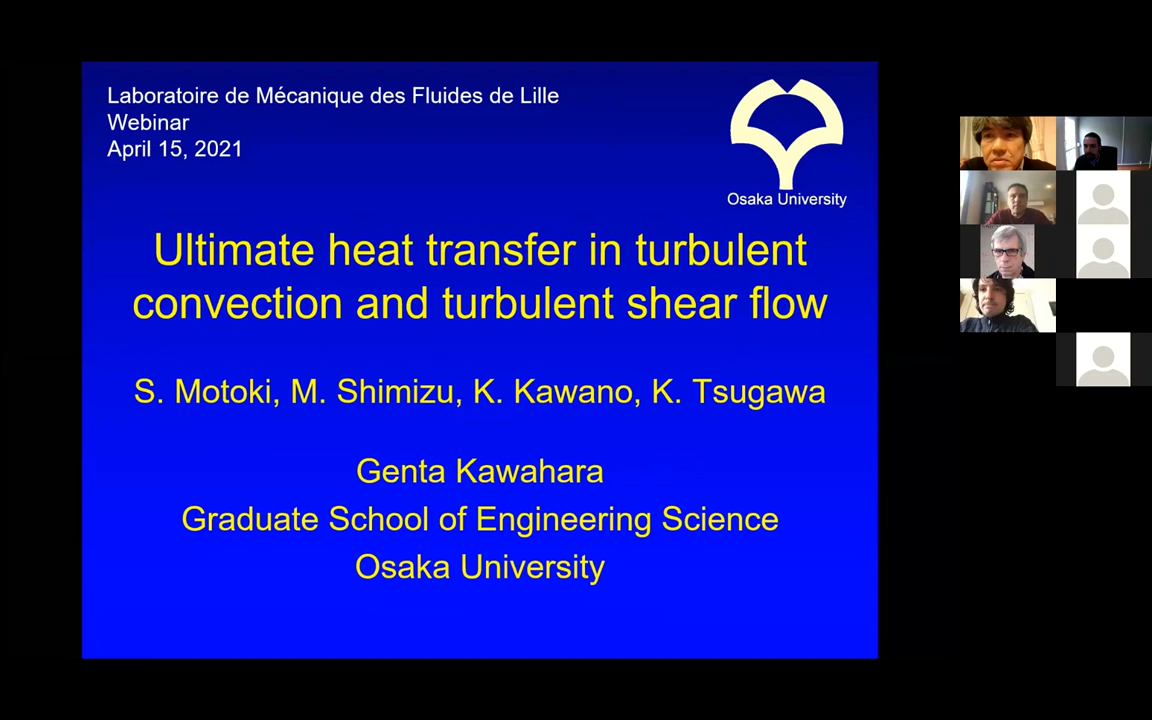 Laboratoire de Mécanique des Fluides de Lille
Webinar
April 15, 2021
Osaka University
Ultimate heat transfer in turbulent
convection and turbulent shear flow
S. Motoki, M. Shimizu, K. Kawano, K. Tsugawa
Genta Kawahara
Graduate School of Engineering Science
Osaka University